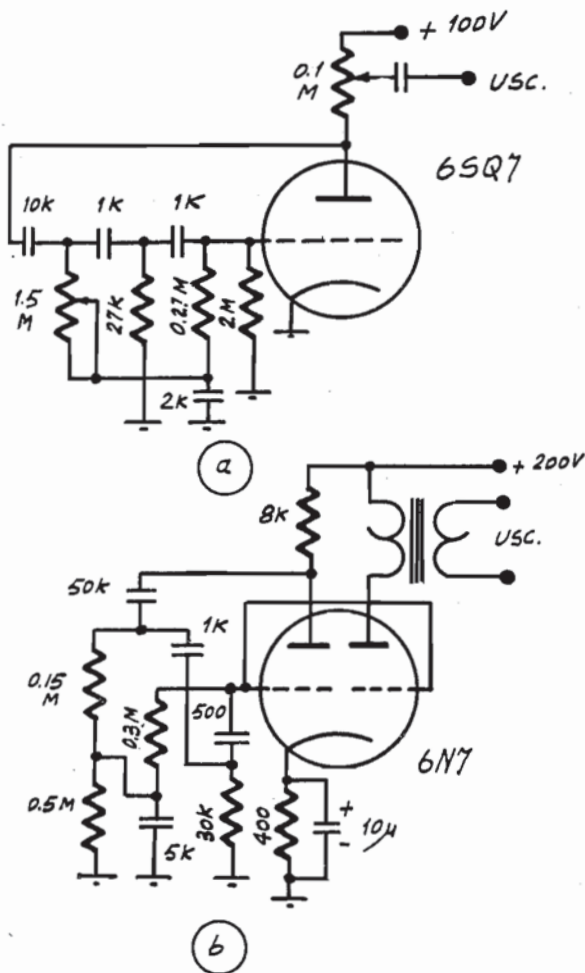 + 100V
0.1
M
USC.
6SQ7
10k
1k
1k
1.5
M
27k
0.27M
2M
2k
a
+ 200V
8k
USC.
50k
1k
0.15
M
0.3M
500
6N7
0.5M
5k
30k
400
+
10μ
-
b